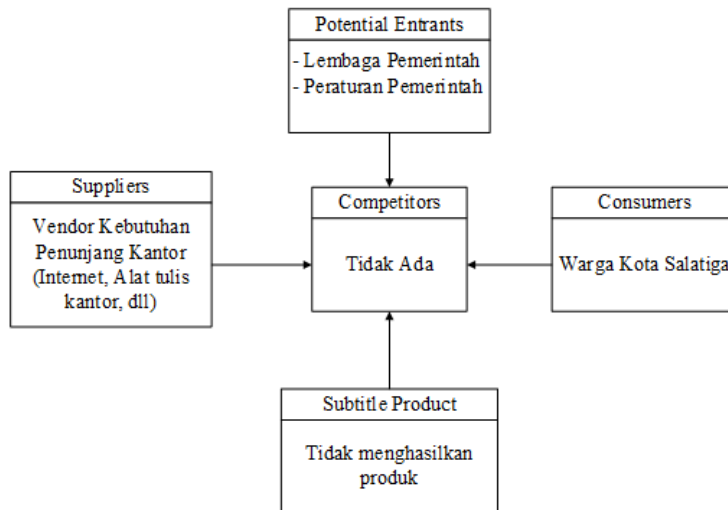 Potential Entrants
- Lembaga Pemerintah
- Peraturan Pemerintah
Suppliers
Vendor Kebutuhan
Penunjang Kantor
(Internet, Alat tulis
kantor, dll)
Competitors
Tidak Ada
Consumers
Warga Kota Salatiga
Subtitle Product
Tidak menghasilkan
produk